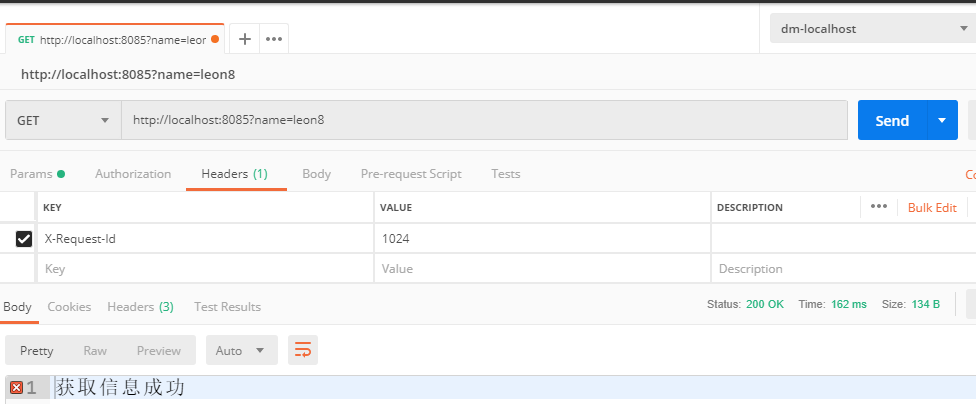 GET http://localhost:8085?name=leor + •••
dm-localhost
http://localhost:8085?name=leon8
GET http://localhost:8085?name=leon8 Send
Params Authorization Headers (1) Body Pre-request Script Tests
KEY VALUE DESCRIPTION ••• Bulk Edit
X-Request-Id 1024
Key Value Description
Body Cookies Headers (3) Test Results Status: 200 OK Time: 162 ms Size: 134 B
Pretty Raw Preview Auto
1 获取信息成功